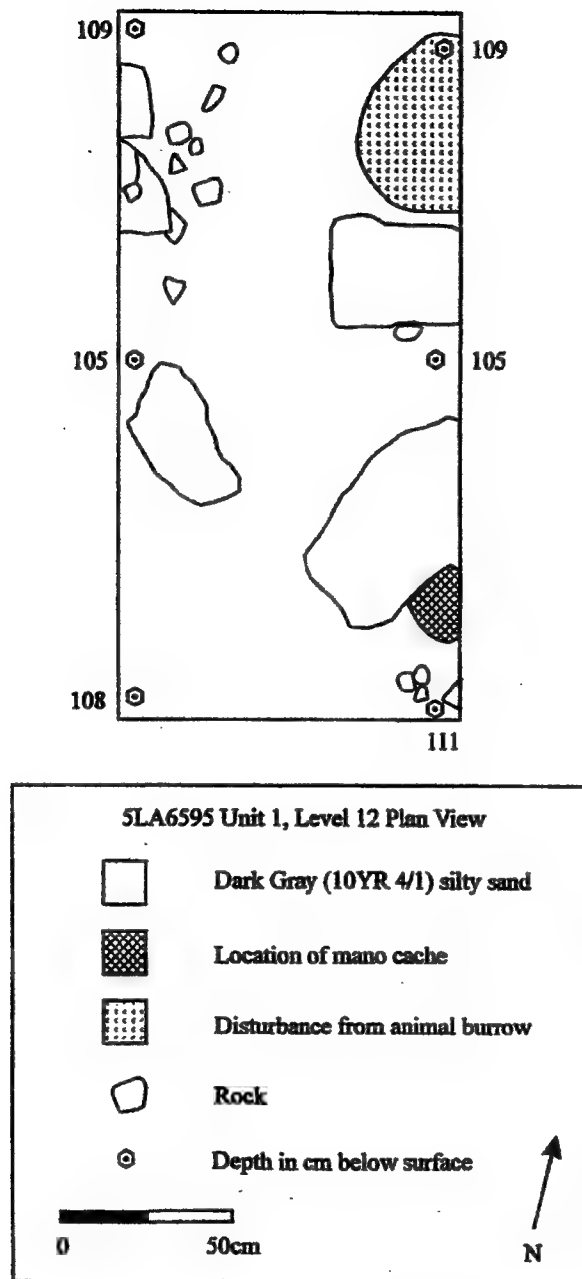 109
109
105
105
108
111
5LA6595 Unit 1, Level 12 Plan View
Dark Gray (10YR 4/1) silty sand
Location of mano cache
Disturbance from animal burrow
Rock
Depth in cm below surface
0 50cm
N